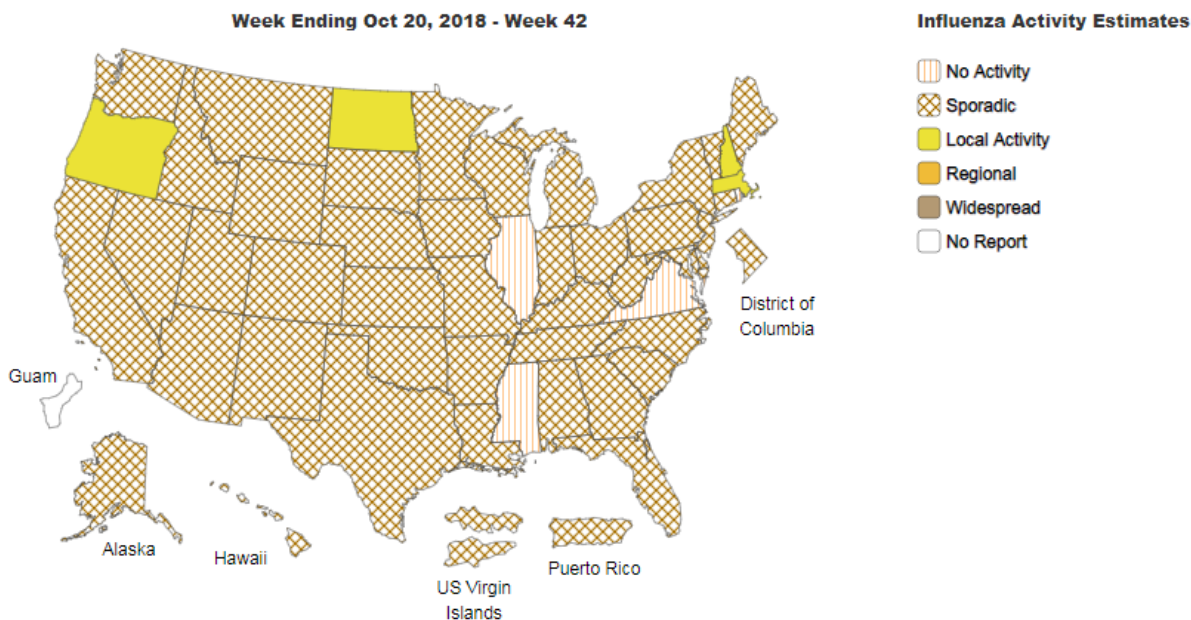 Week Ending Oct 20, 2018 - Week 42
Influenza Activity Estimates
No Activity
Sporadic
Local Activity
Regional
Widespread
No Report
District of
Columbia
Guam
Alaska
Hawaii
US Virgin
Islands
Puerto Rico